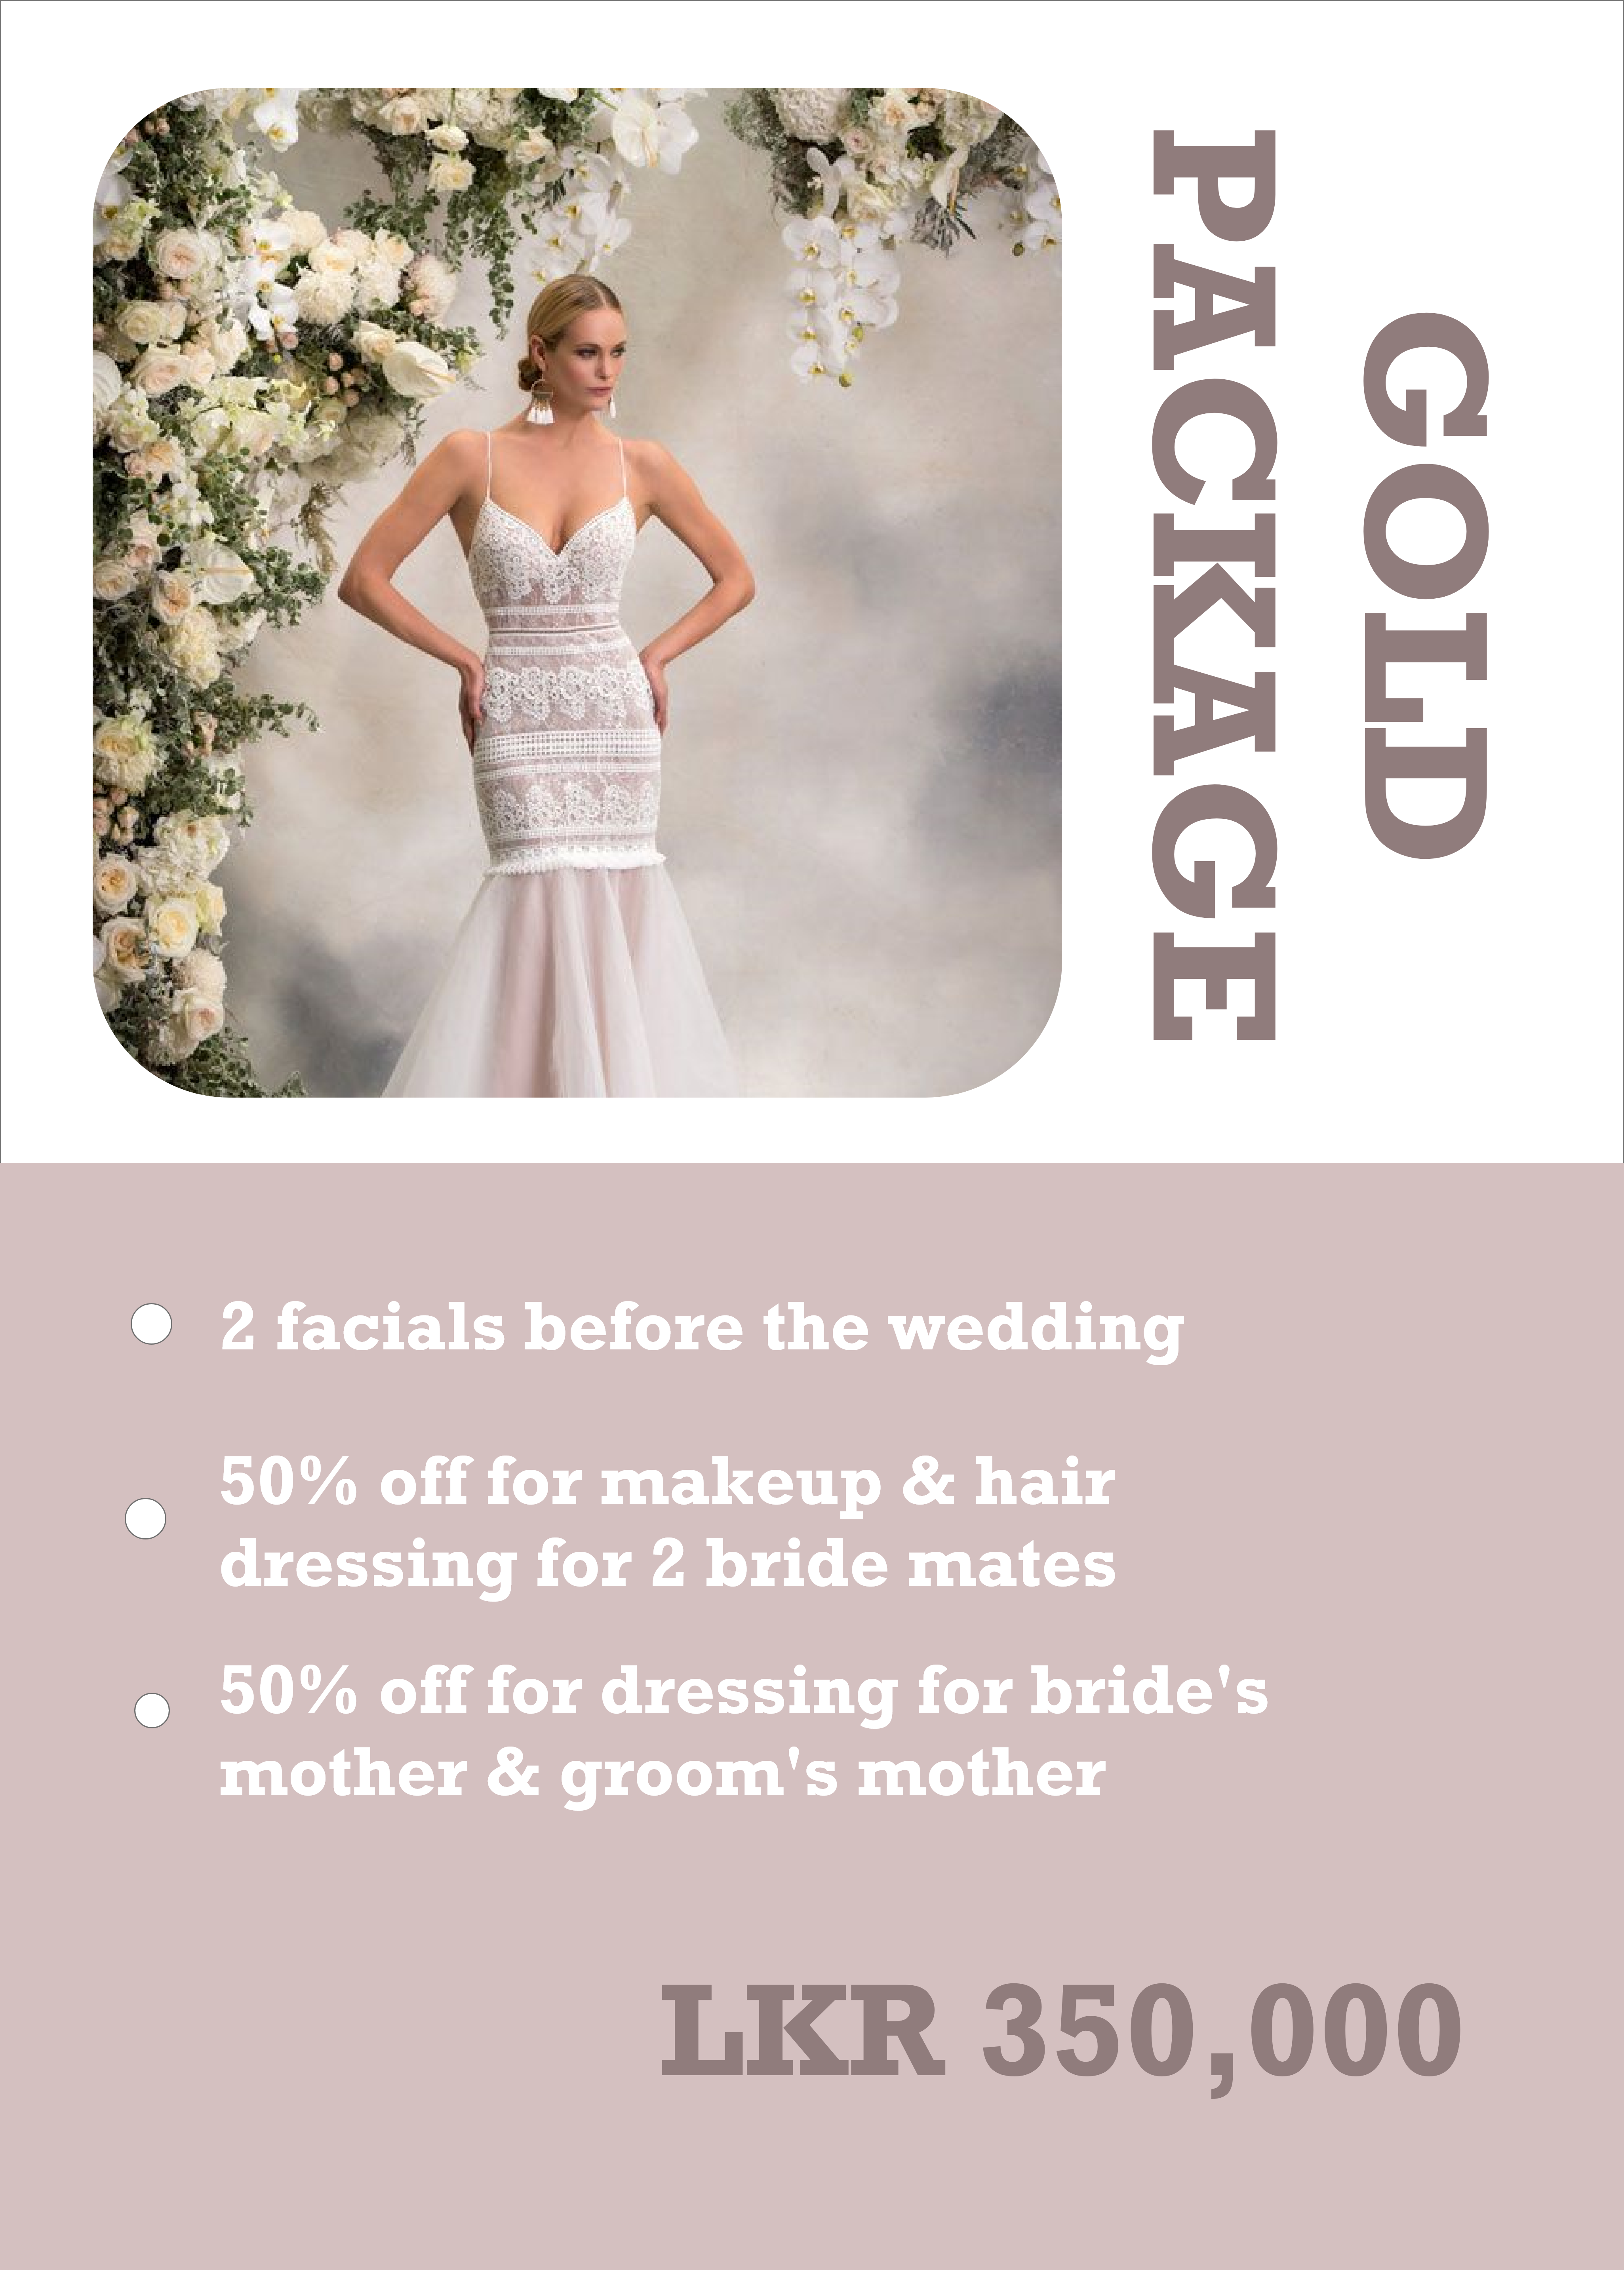 GOLD
PACKAGE
2 facials before the wedding
50% off for makeup & hair
dressing for 2 bride mates
50% off for dressing for bride's
mother & groom's mother
LKR 350,000